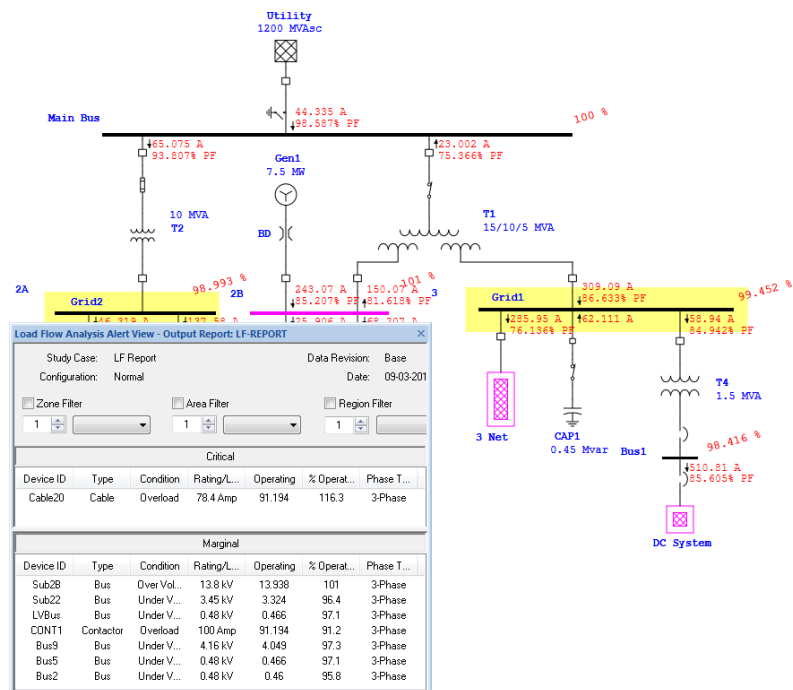 Utility
1200 MVAsc
44.335 A
98.587% PF
Main Bus
100 %
65.075 A
93.807% PF
23.002 A
75.366% PF
Gen1
7.5 MW
10 MVA
T2
T1
15/10/5 MVA
BD
2A
98.993 %
2B
243.07 A
85.207% PF
150.07 A
81.618% PF
101 %
3
309.09 A
86.633% PF
99.452 %
Grid2
Grid1
285.95 A
76.136% PF
62.111 A
58.94 A
84.942% PF
T4
1.5 MVA
3 Net
CAP1
0.45 Mvar
Bus1
98.416 %
510.81 A
85.605% PF
DC System
Load Flow Analysis Alert View - Output Report: LF-REPORT
Study Case: LF Report
Data Revision: Base
Configuration: Normal
Date: 09-03-201
Zone Filter
Area Filter
Region Filter
1
1
1
Critical
Device ID Type Condition Rating/L... Operating % Operat... Phase T...
Cable20 Cable Overload 78.4 Amp 91.194 116.3 3-Phase
Marginal
Device ID Type Condition Rating/L... Operating % Operat... Phase T...
Sub2B Bus Over Vol... 13.8 kV 13.938 101 3-Phase
Sub22 Bus Under V... 3.45 kV 3.324 96.4 3-Phase
LVBus Bus Under V... 0.48 kV 0.466 97.1 3-Phase
CONT1 Contactor Overload 100 Amp 91.194 91.2 3-Phase
Bus9 Bus Under V... 4.16 kV 4.049 97.3 3-Phase
Bus5 Bus Under V... 0.48 kV 0.466 97.1 3-Phase
Bus2 Bus Under V... 0.48 kV 0.46 95.8 3-Phase